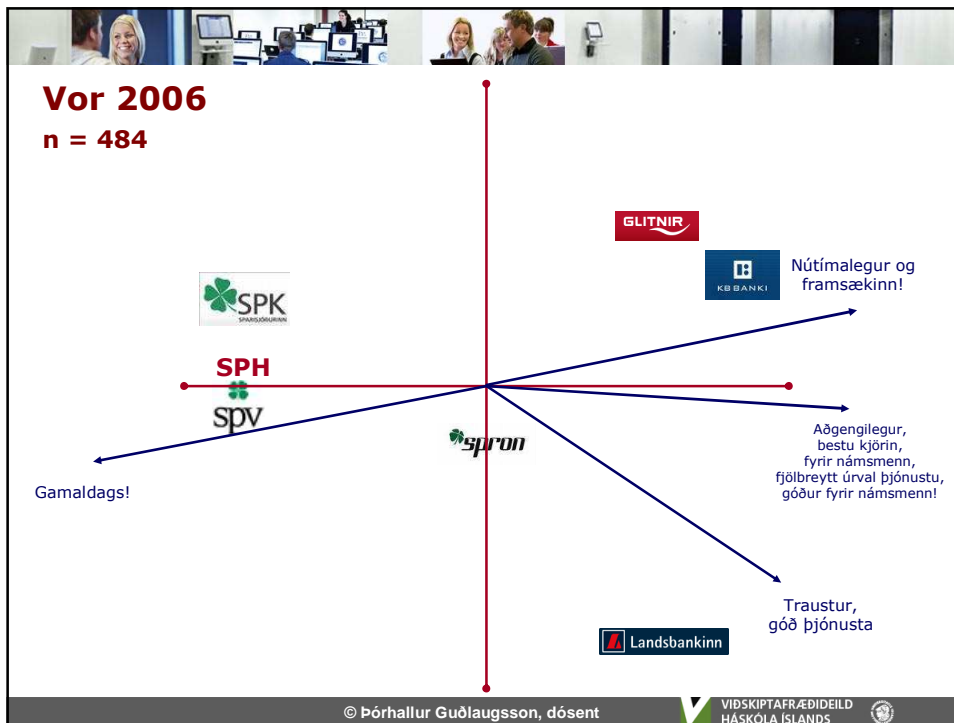 Vor 2006
n = 484
GLITNIR
KB BANKI
Nútímalegur og
framsækinn!
SPK
SPARISJÓÐURINN
SPH
spv
spron
Aðgengilegur,
bestu kjörin,
fyrir námsmenn,
fjölbreytt úrval þjónustu,
góður fyrir námsmenn!
Gamaldags!
Traustur,
góð þjónusta
Landsbankinn
© Þórhallur Guðlaugsson, dósent
VIÐSKIPTAFRÆÐIDEILD
HÁSKÓLA ÍSLANDS